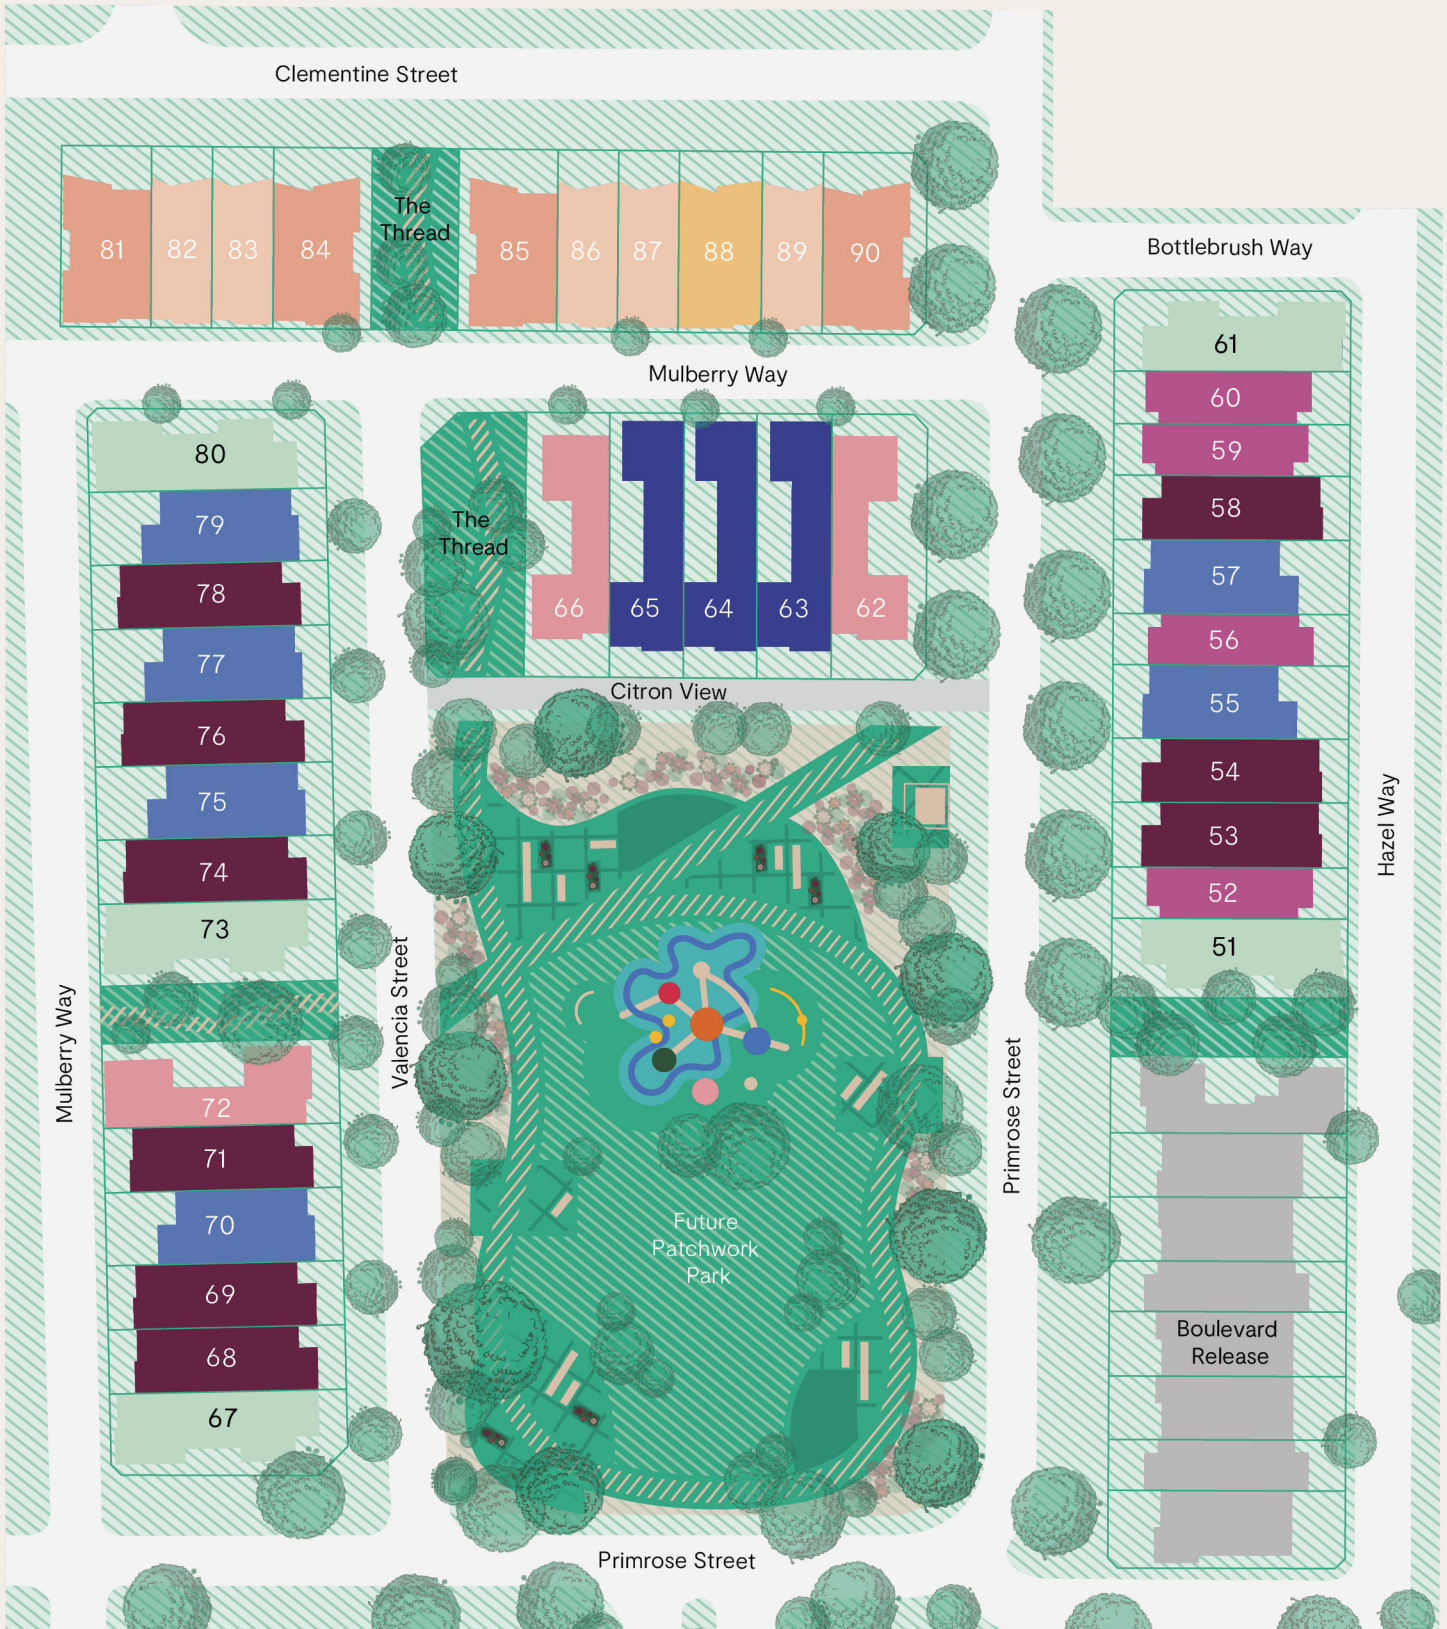 Clementine Street
The
Thread
81
82
83
84
85
86
87
88
89
90
Bottlebrush Way
Mulberry Way
61
60
59
58
57
56
55
54
53
52
51
80
79
78
77
76
75
74
73
72
71
70
69
68
67
The
Thread
66
65
64
63
62
Citron View
Hazel Way
Valencia Street
Mulberry Way
Primrose Street
Future
Patchwork
Park
Boulevard
Release
Primrose Street